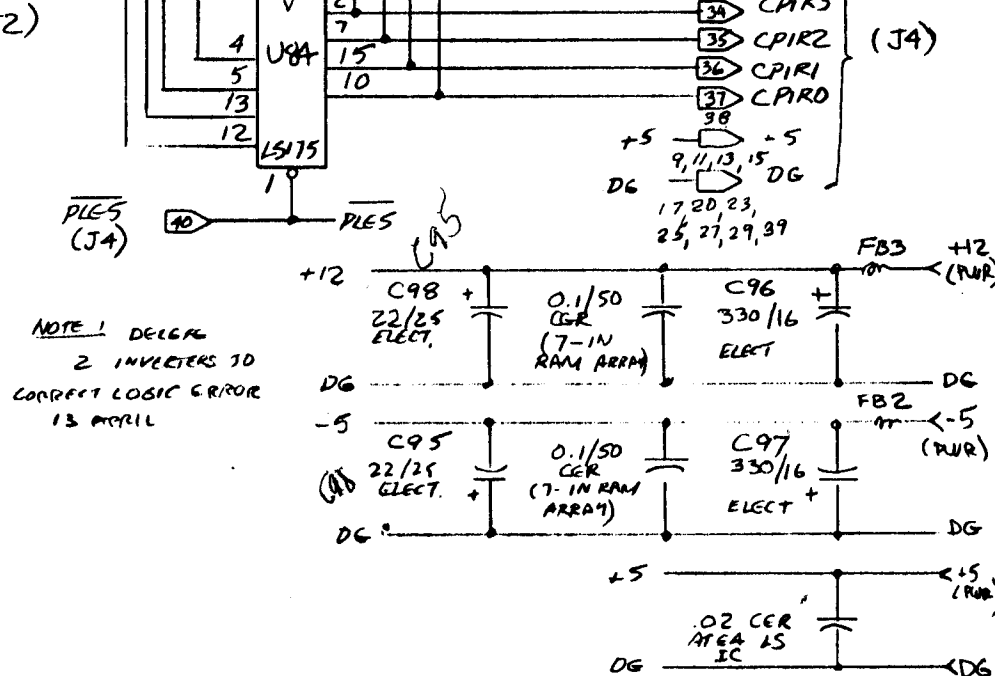 2)
V
2
34
CPIR3
7
35
CPIR2
(J4)
4
U9A
15
36
CPIR1
5
10
37
CPIR0
13
38
12
+5
+5
LS175
9, 11, 13, 15
DG
DG
1
17, 20, 23,
25, 27, 29, 39
PLES
(J4)
40
PLES
C95
+12
FB3
+12
(PWR)
C98
22/25
ELECT.
+
0.1/50
CER
(7-IN
RAM ARRAY)
C96
330/16
ELECT
+
NOTE 1 DELETE
2 INVERTERS TO
CORRECT LOGIC ERROR
13 APRIL
DG
DG
FB2
-5
-5
(PWR)
C95
22/25
ELECT.
+
C98
0.1/50
CER
(7-IN RAM
ARRAY)
C97
330/16
ELECT
+
DG
DG
+5
+5
(PWR)
.02 CER
AT EA LS
IC
DG
DG